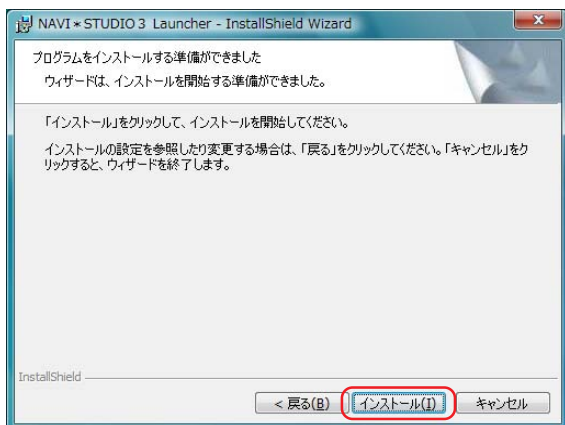 NAVI＊STUDIO 3 Launcher - InstallShield Wizard
プログラムをインストールする準備ができました
ウィザードは、インストールを開始する準備ができました。
「インストール」をクリックして、インストールを開始してください。
インストールの設定を参照したり変更する場合は、「戻る」をクリックしてください。「キャンセル」をク
リックすると、ウィザードを終了します。
InstallShield
< 戻る(B) インストール(I) キャンセル